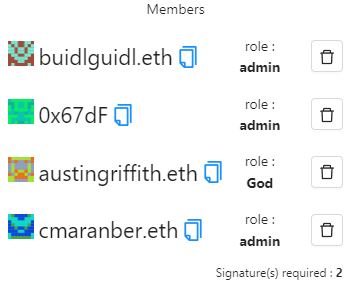 Members
buidlguidl.eth
role :
admin
0x67dF
role :
admin
austingriffith.eth
role :
God
cmaranber.eth
role :
admin
Signature(s) required : 2